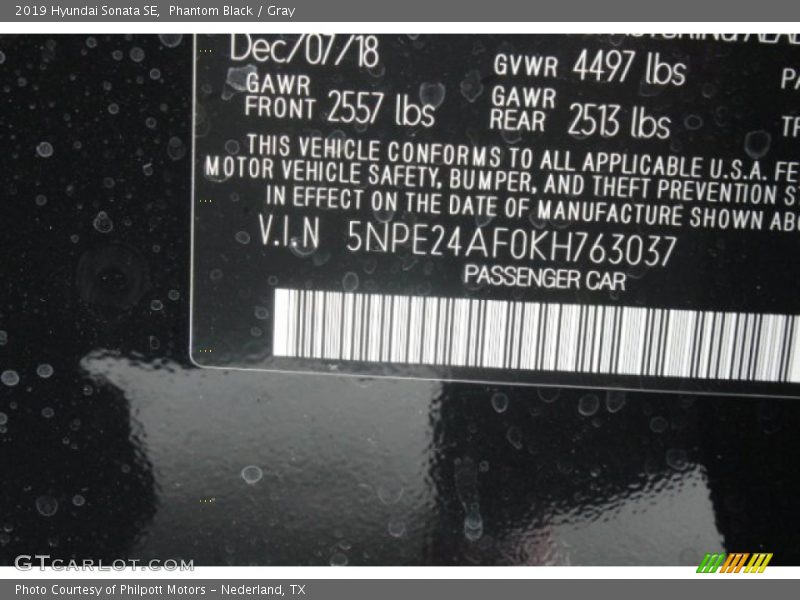 2019 Hyundai Sonata SE, Phantom Black / Gray
Dec/07/18
GVWR 4497 lbs
GAWR FRONT 2557 lbs
GAWR REAR 2513 lbs
THIS VEHICLE CONFORMS TO ALL APPLICABLE U.S.A. FE
MOTOR VEHICLE SAFETY, BUMPER, AND THEFT PREVENTION S
IN EFFECT ON THE DATE OF MANUFACTURE SHOWN ABO
V.I.N 5NPE24AF0KH763037
PASSENGER CAR
GTCARLOT.COM
Photo Courtesy of Philpott Motors - Nederland, TX